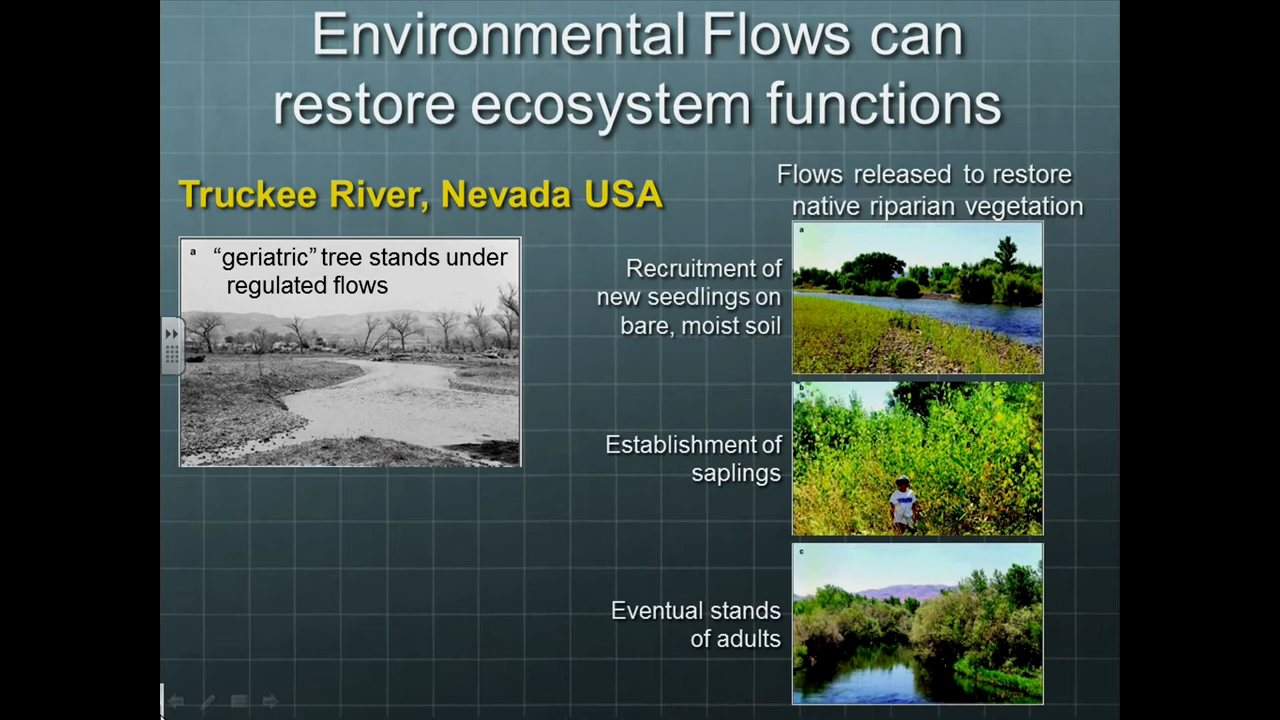 Environmental Flows can
restore ecosystem functions
Truckee River, Nevada USA
a “geriatric” tree stands under
regulated flows
Flows released to restore
native riparian vegetation
Recruitment of
new seedlings on
bare, moist soil
a
Establishment of
saplings
b
Eventual stands
of adults
c